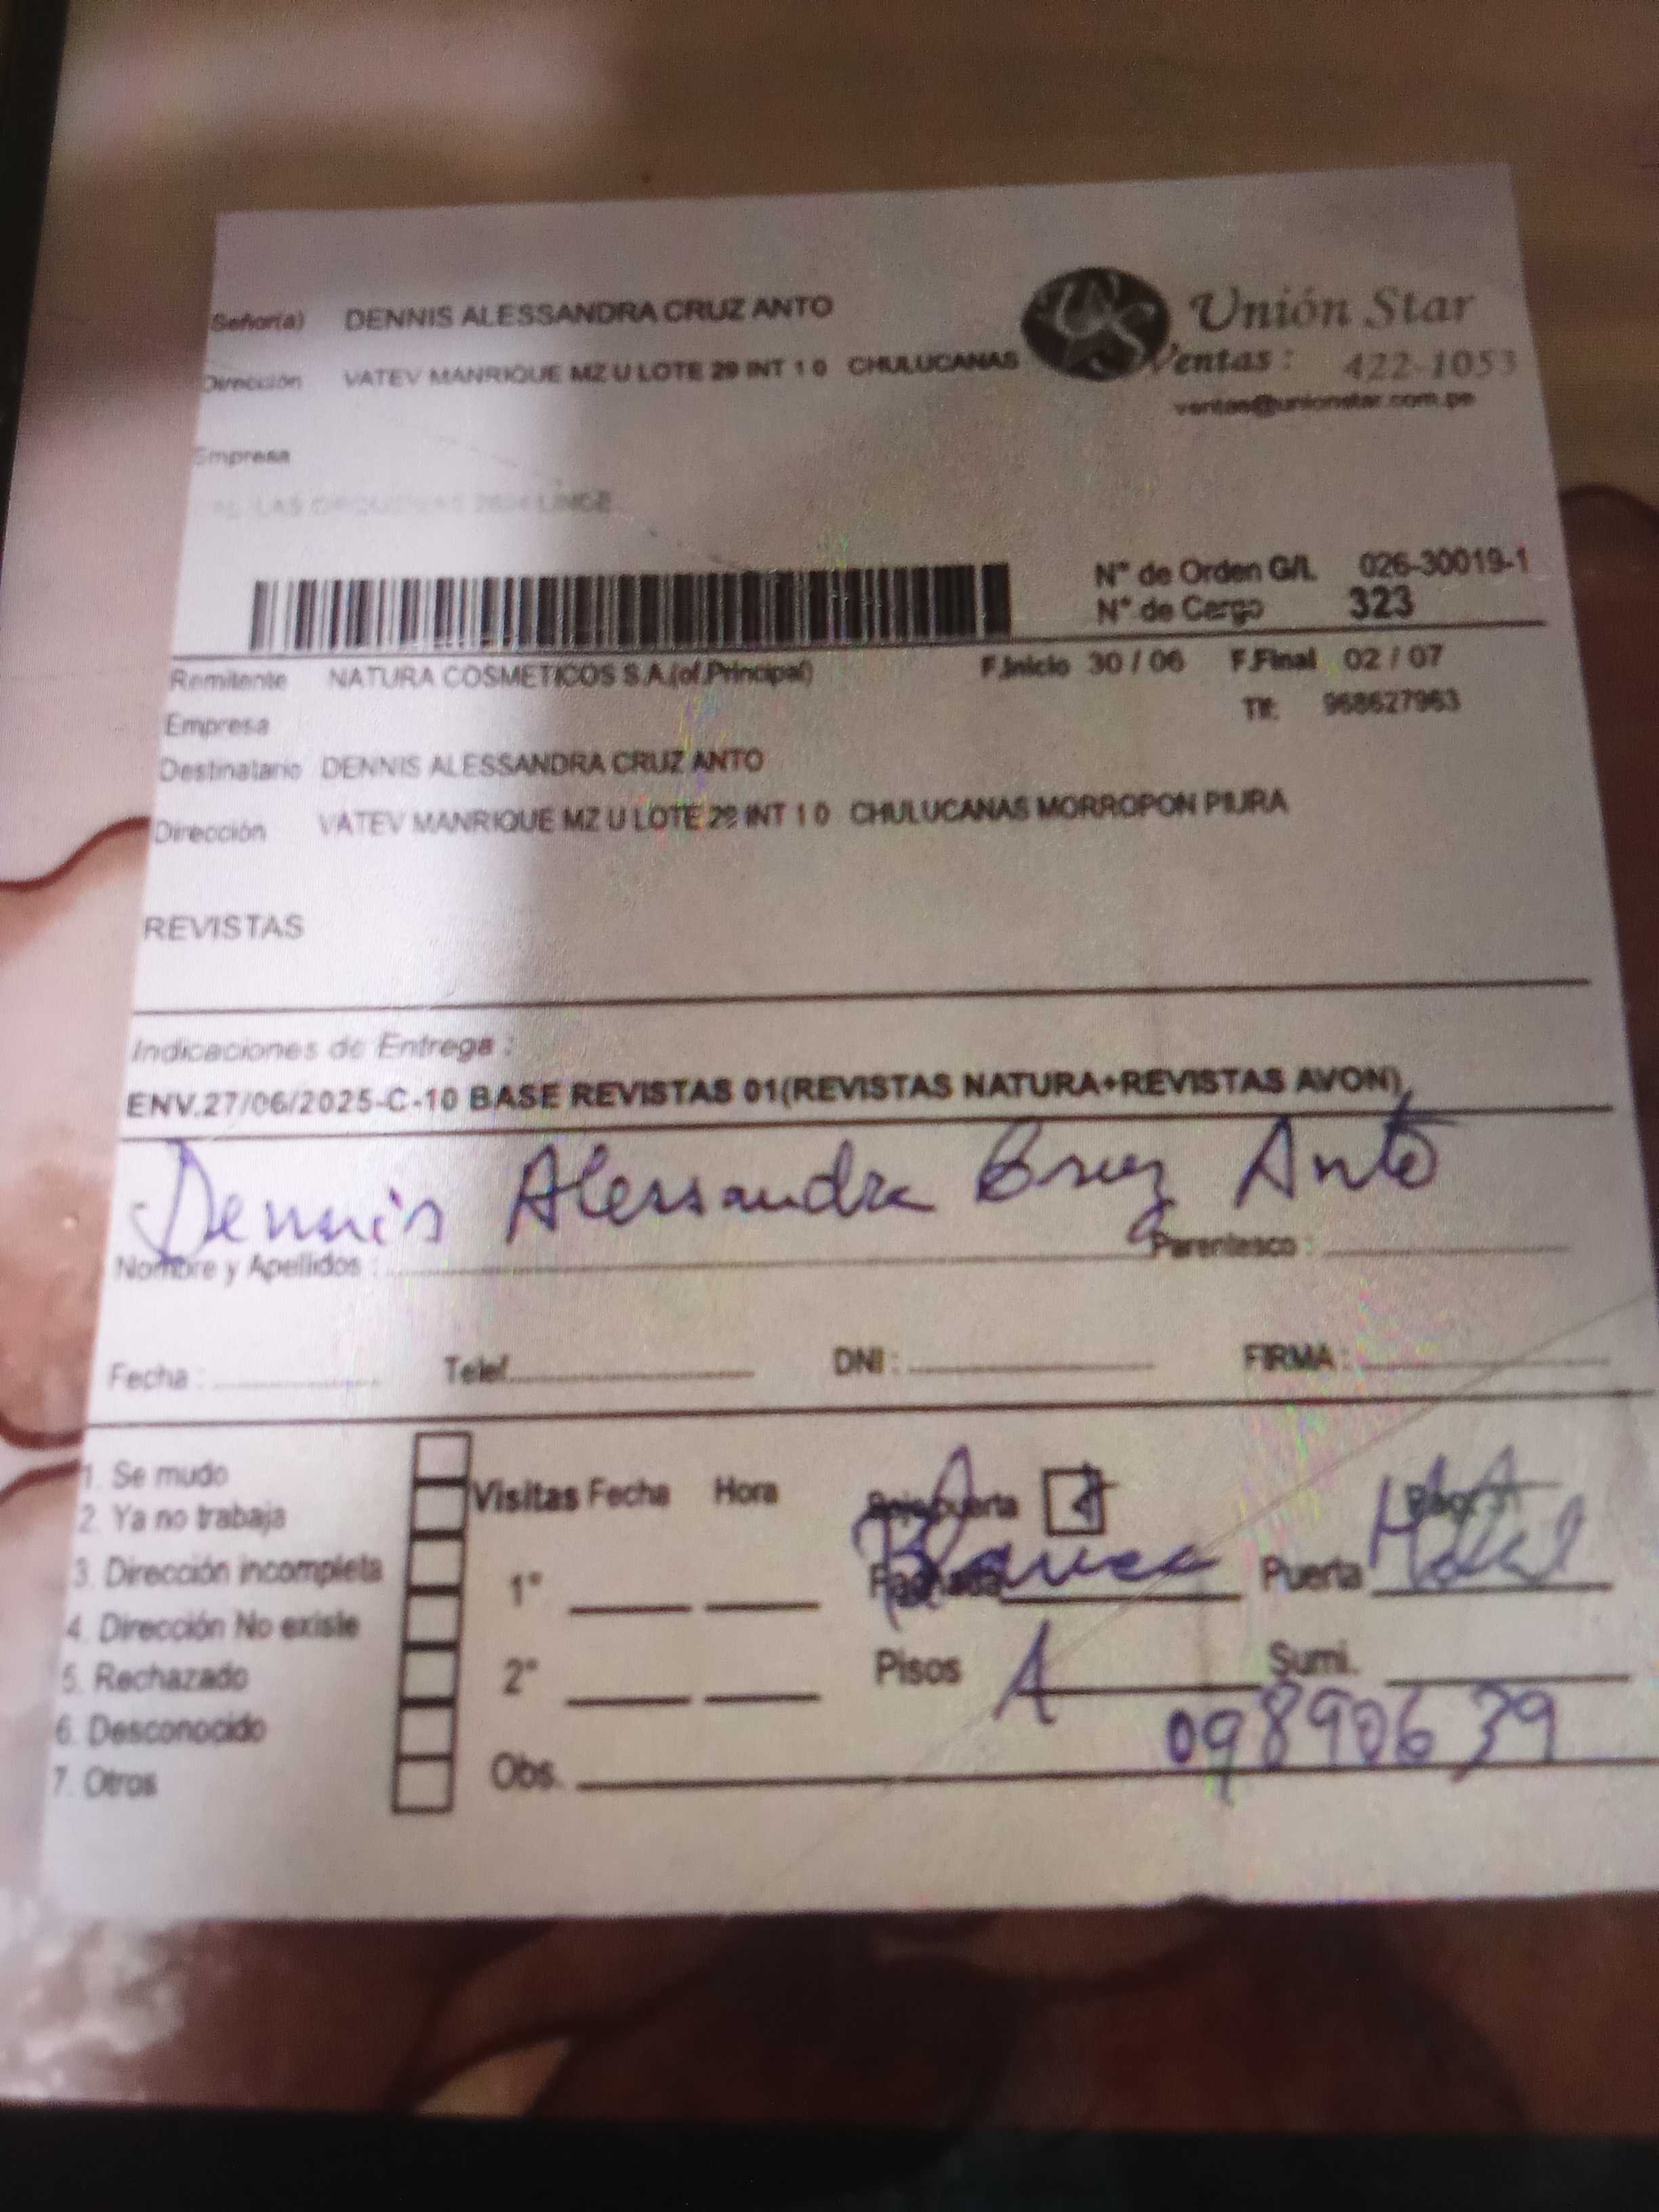 Señor(a) DENNIS ALESSANDRA CRUZ ANTO
Unión Star
Dirección VATEV MANRIQUE MZ U LOTE 29 INT 1 0 CHULUCANAS
Ventas: 422-1053
ventas@unionstar.com.pe
Empresa
LINCE
N° de Orden G/L 026-30019-1
N° de Cargo 323
Remitente NATURA COSMETICOS S.A.(of.Principal) F.Inicio 30 / 06 F.Final 02 / 07
Empresa Tlf: 968627963
Destinatario DENNIS ALESSANDRA CRUZ ANTO
Dirección VATEV MANRIQUE MZ U LOTE 29 INT 1 0 CHULUCANAS MORROPON PIURA
REVISTAS
Indicaciones de Entrega :
ENV.27/06/2025-C-10 BASE REVISTAS 01(REVISTAS NATURA+REVISTAS AVON)
Dennis Alessandra Cruz Anto
Nombre y Apellidos : Parentesco :
Fecha : Telef. DNI : FIRMA :
1. Se mudo
2. Ya no trabaja
3. Dirección incompleta
4. Dirección No existe
5. Rechazado
6. Desconocido
7. Otros
Visitas Fecha Hora
1°
2°
Bajo puerta
Fachada Blanca Puerta Metal
Pisos 1 Sumi.
09890639
Obs.